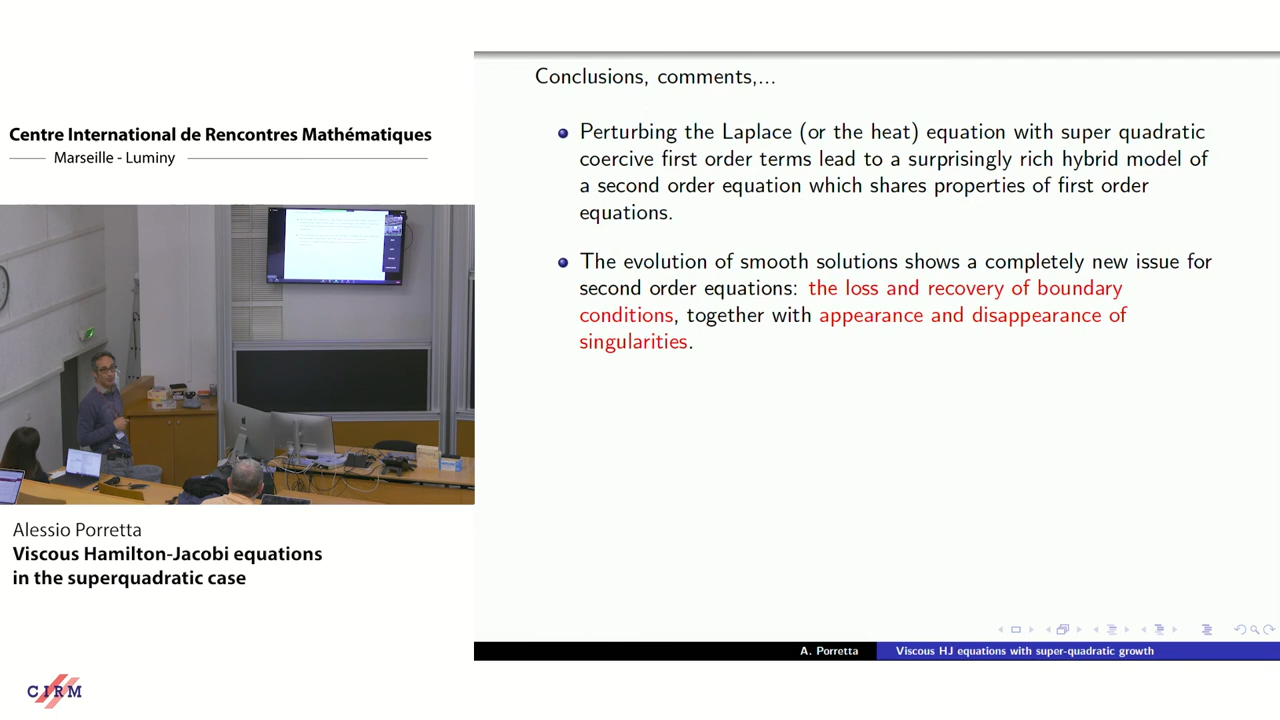 Centre International de Rencontres Mathématiques
Marseille - Luminy
Alessio Porretta
Viscous Hamilton-Jacobi equations
in the superquadratic case
CIRM
Conclusions, comments,...
Perturbing the Laplace (or the heat) equation with super quadratic
coercive first order terms lead to a surprisingly rich hybrid model of
a second order equation which shares properties of first order
equations.
The evolution of smooth solutions shows a completely new issue for
second order equations: the loss and recovery of boundary
conditions, together with appearance and disappearance of
singularities.
A. Porretta
Viscous HJ equations with super-quadratic growth